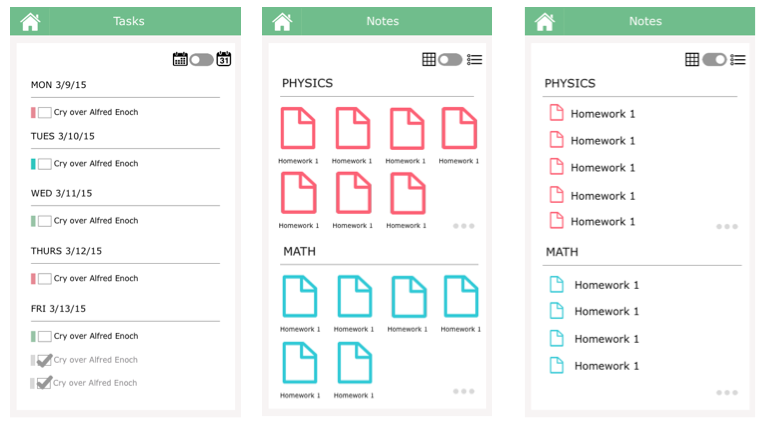 Tasks
31
MON 3/9/15
Cry over Alfred Enoch
TUES 3/10/15
Cry over Alfred Enoch
WED 3/11/15
Cry over Alfred Enoch
THURS 3/12/15
Cry over Alfred Enoch
FRI 3/13/15
Cry over Alfred Enoch
Cry over Alfred Enoch
Cry over Alfred Enoch
Notes
PHYSICS
Homework 1 Homework 1 Homework 1 Homework 1
Homework 1 Homework 1 Homework 1
MATH
Homework 1 Homework 1 Homework 1 Homework 1
Homework 1 Homework 1
Notes
PHYSICS
Homework 1
Homework 1
Homework 1
Homework 1
Homework 1
MATH
Homework 1
Homework 1
Homework 1
Homework 1